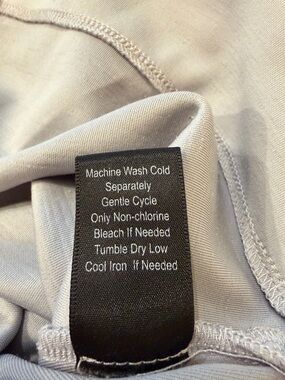 Machine Wash Cold
Separately
Gentle Cycle
Only Non-chlorine
Bleach If Needed
Tumble Dry Low
Cool Iron If Needed